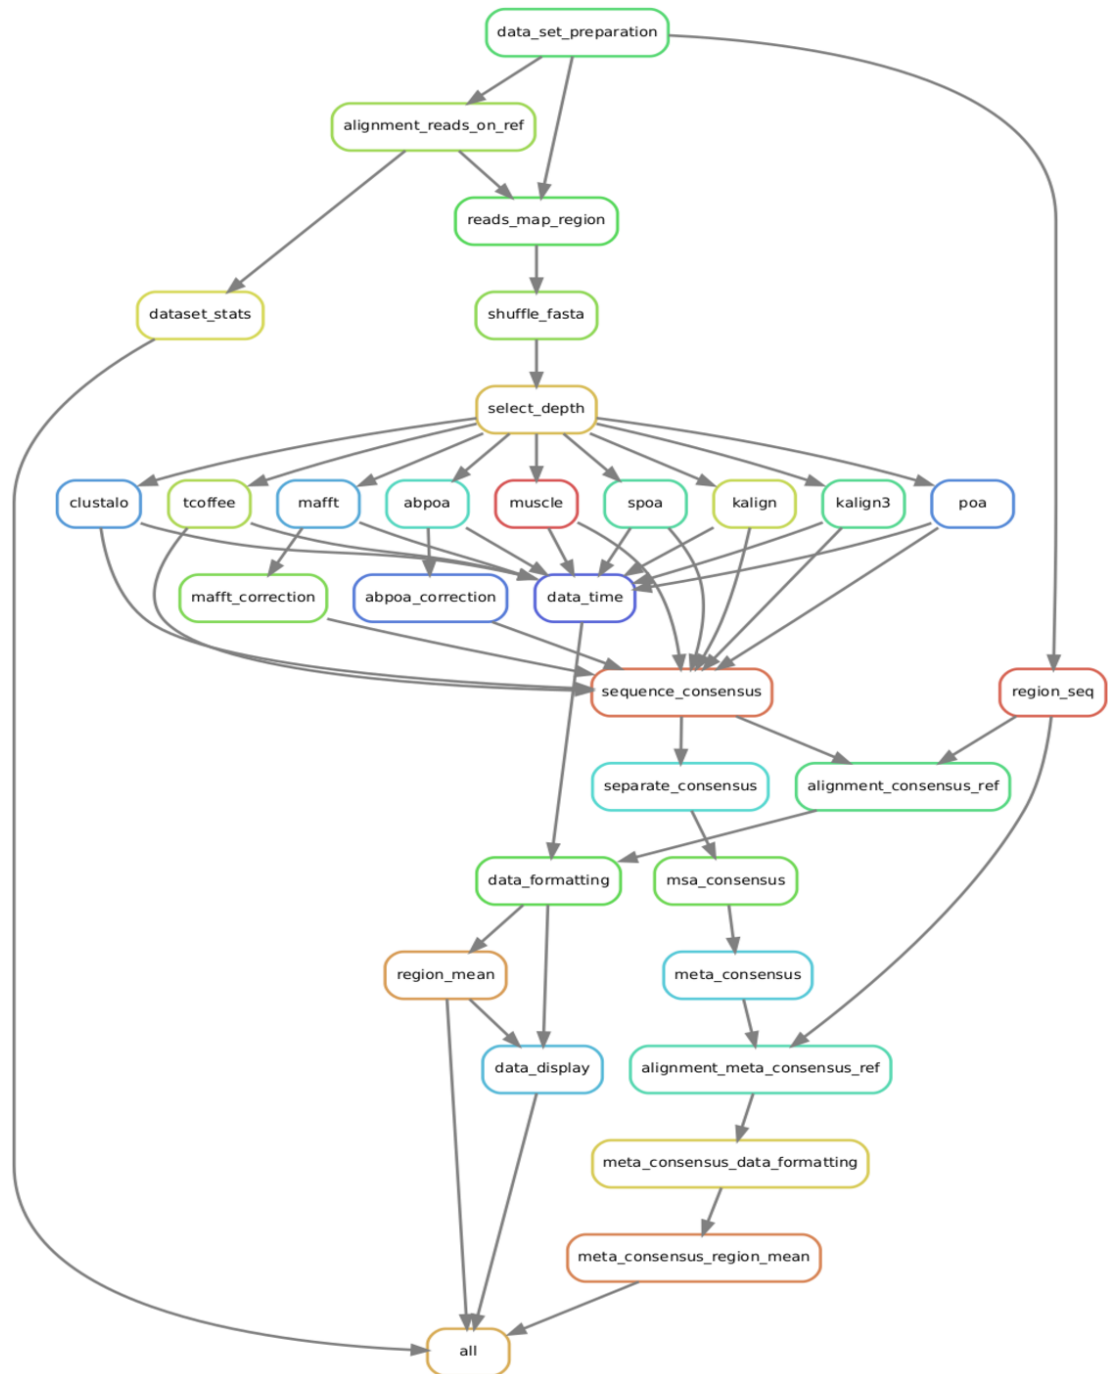 data_set_preparation
alignment_reads_on_ref
reads_map_region
dataset_stats
shuffle_fasta
select_depth
clustalo
tcoffee
mafft
abpoa
muscle
spoa
kalign
kalign3
poa
mafft_correction
abpoa_correction
data_time
sequence_consensus
region_seq
separate_consensus
alignment_consensus_ref
data_formatting
msa_consensus
region_mean
meta_consensus
data_display
alignment_meta_consensus_ref
meta_consensus_data_formatting
meta_consensus_region_mean
all